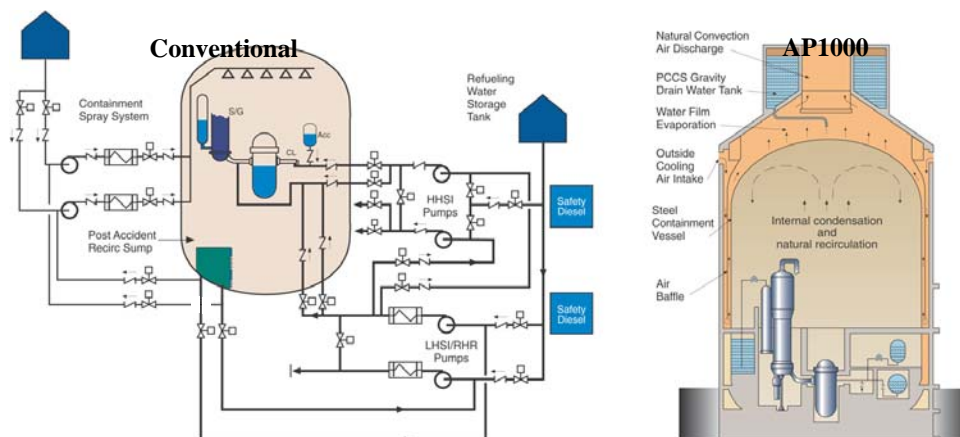 Conventional
Containment
Spray System
S/G
Acc
CL
Refueling
Water
Storage
Tank
HHSI
Pumps
Safety
Diesel
Post Accident
Recirc Sump
Safety
Diesel
LHSI/RHR
Pumps
AP1000
Natural Convection
Air Discharge
PCCS Gravity
Drain Water Tank
Water Film
Evaporation
Outside
Cooling
Air Intake
Steel
Containment
Vessel
Internal condensation
and
natural recirculation
Air
Baffle